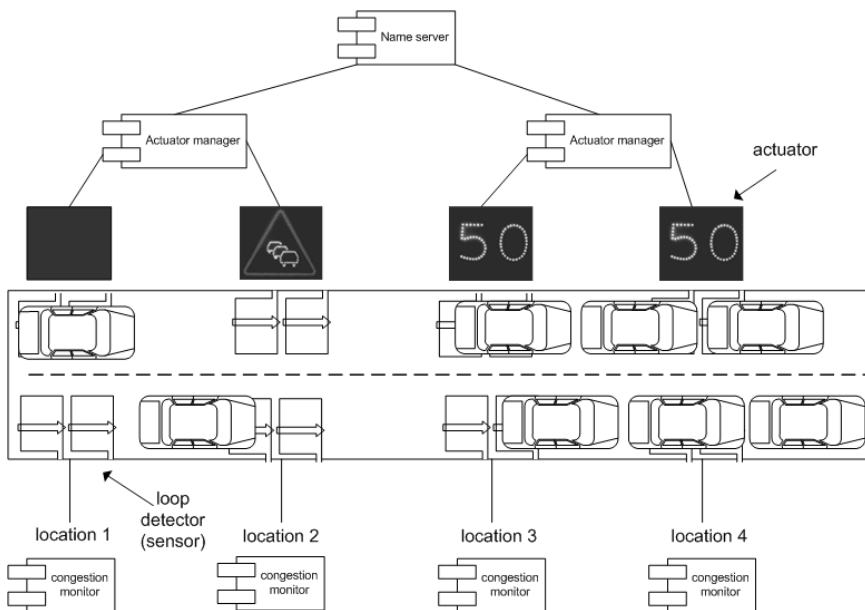 Name server
Actuator manager
Actuator manager
actuator
50
50
loop
detector
(sensor)
location 1
location 2
location 3
location 4
congestion
monitor
congestion
monitor
congestion
monitor
congestion
monitor